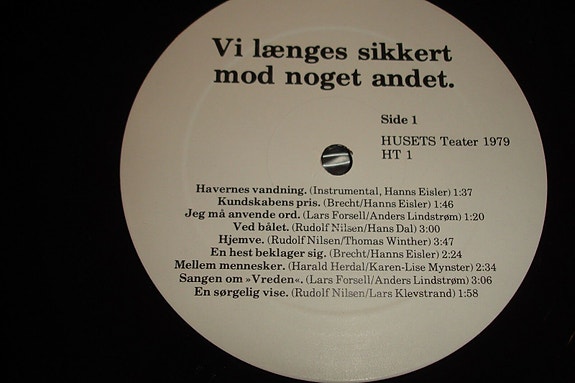 Vi længes sikkert
mod noget andet.
Side 1
HUSETS Teater 1979
HT 1
Havernes vandning. (Instrumental, Hanns Eisler) 1:37
Kundskabens pris. (Brecht/Hanns Eisler) 1:46
Jeg må anvende ord. (Lars Forsell/Anders Lindstrøm) 1:20
Ved bålet. (Rudolf Nilsen/Hans Dal) 3:00
Hjemve. (Rudolf Nilsen/Thomas Winther) 3:47
En hest beklager sig. (Brecht/Hanns Eisler) 2:24
Mellem mennesker. (Harald Herdal/Karen-Lise Mynster) 2:34
Sangen om »Vreden«. (Lars Forsell/Anders Lindstrøm) 3:06
En sørgelig vise. (Rudolf Nilsen/Lars Klevstrand) 1:58